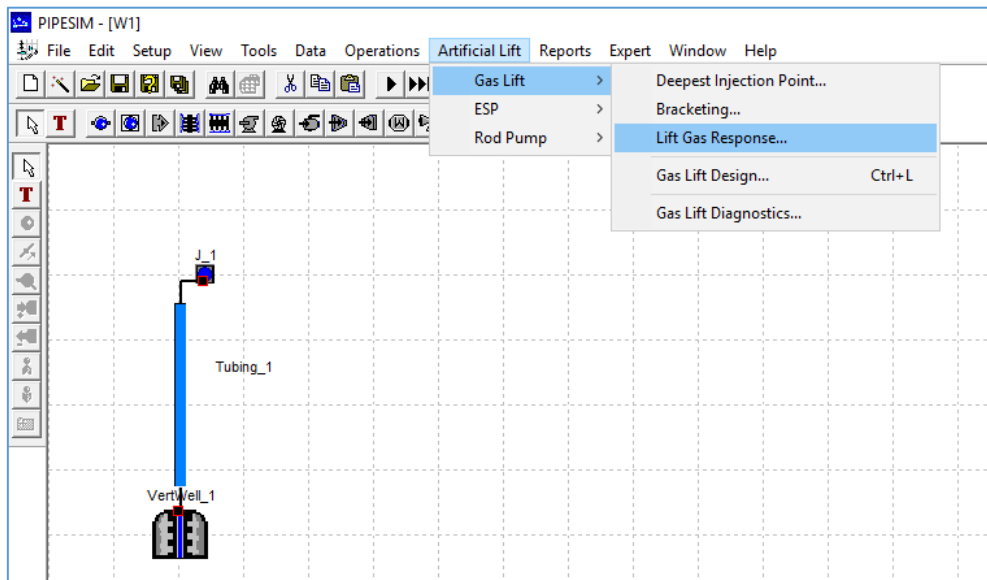 PIPESIM - [W1]
File Edit Setup View Tools Data Operations Artificial Lift Reports Expert Window Help
Gas Lift >
ESP >
Rod Pump >
Deepest Injection Point...
Bracketing...
Lift Gas Response...
Gas Lift Design... Ctrl+L
Gas Lift Diagnostics...
T
T
J_1
Tubing_1
VertWell_1